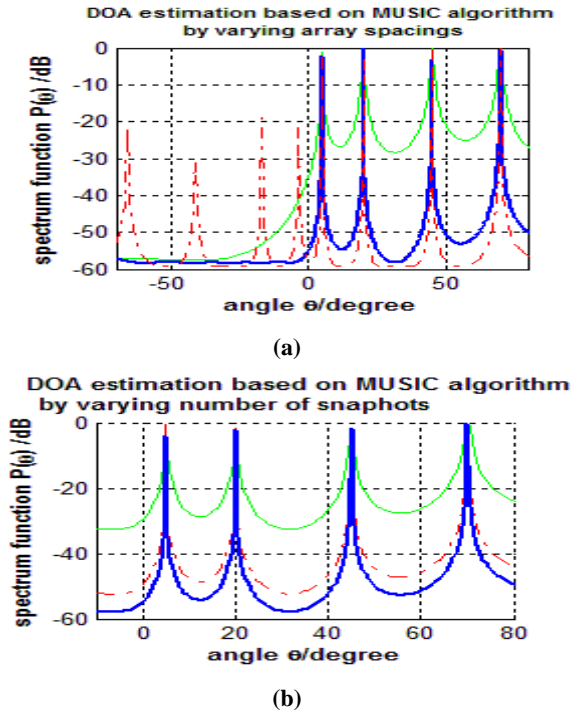 DOA estimation based on MUSIC algorithm
by varying array spacings
spectrum function P(θ) /dB
0
-10
-20
-30
-40
-50
-60
-50 0 50
angle θ/degree
(a)
DOA estimation based on MUSIC algorithm
by varying number of snaphots
spectrum function P(θ) /dB
0
-20
-40
-60
0 20 40 60 80
angle θ/degree
(b)